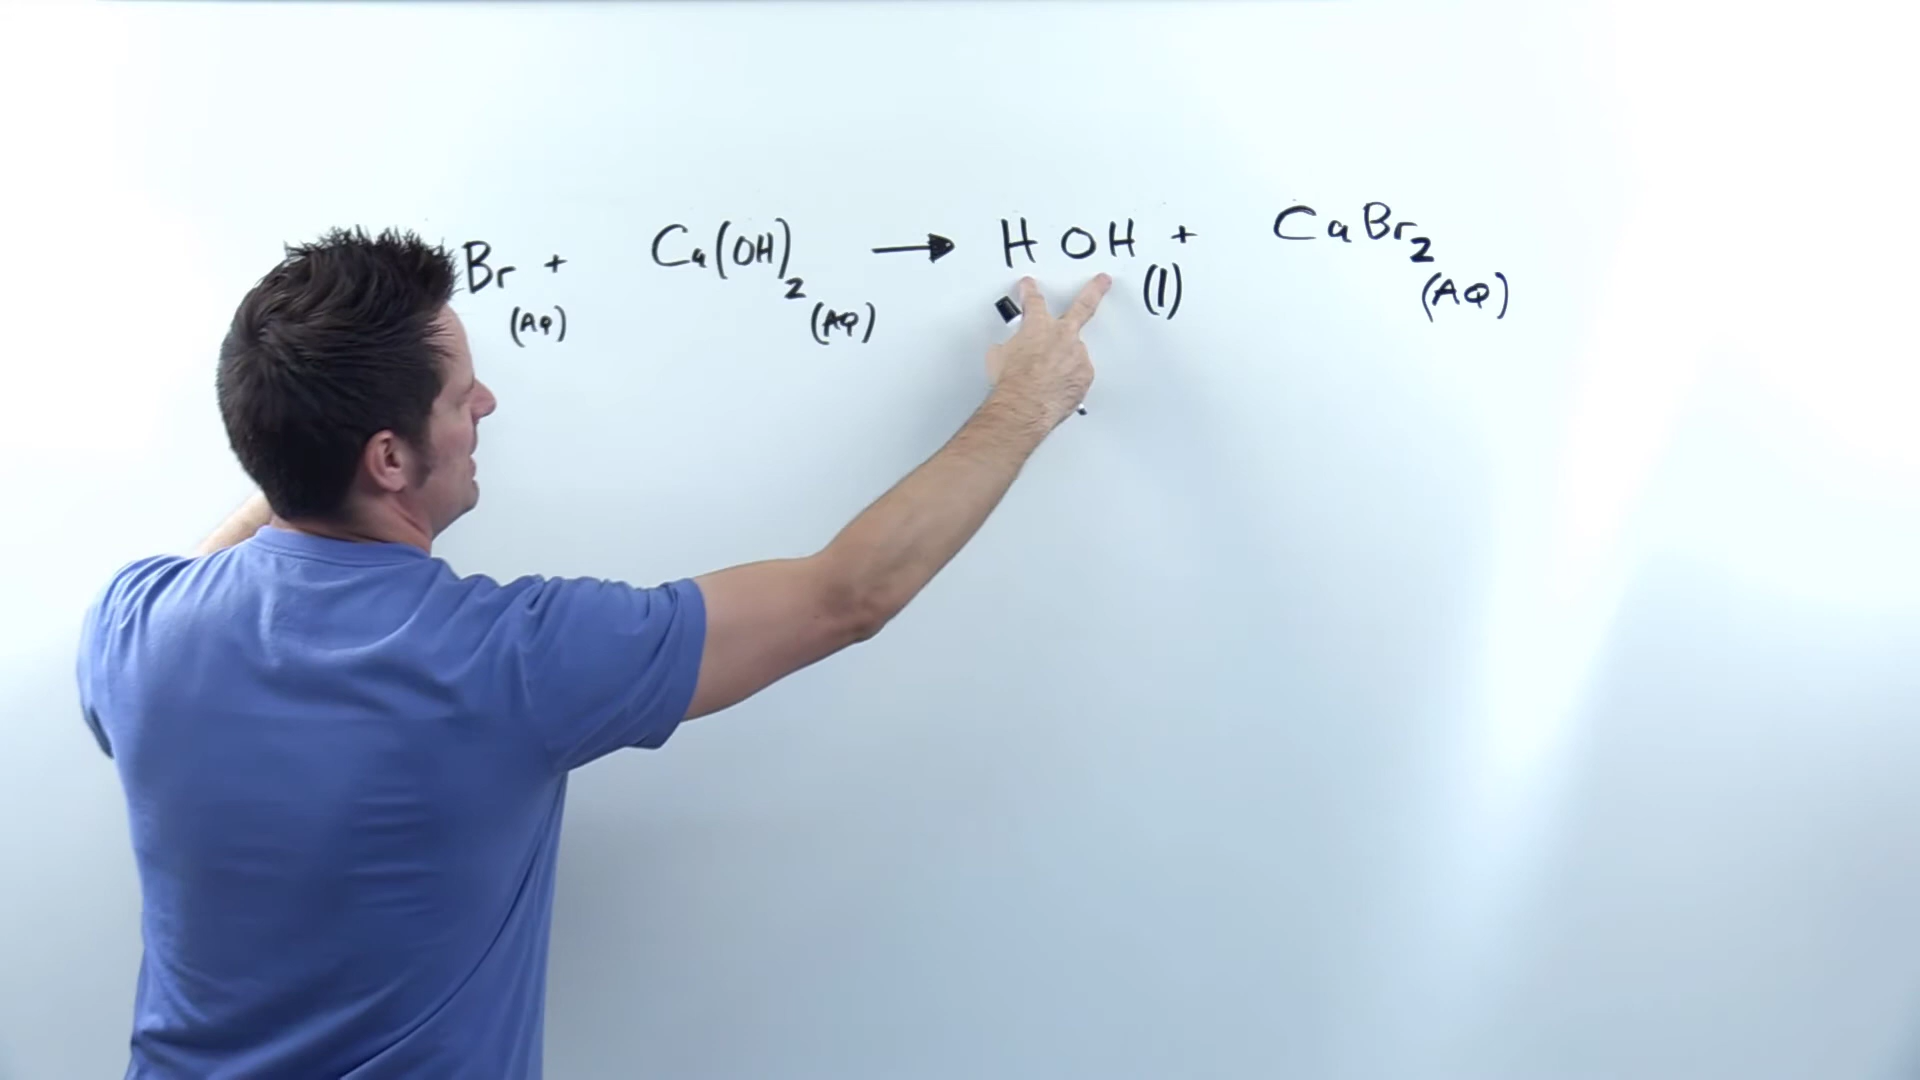 Br + Ca(OH)₂ → HOH + CaBr₂
(AQ) (AQ) (l) (AQ)